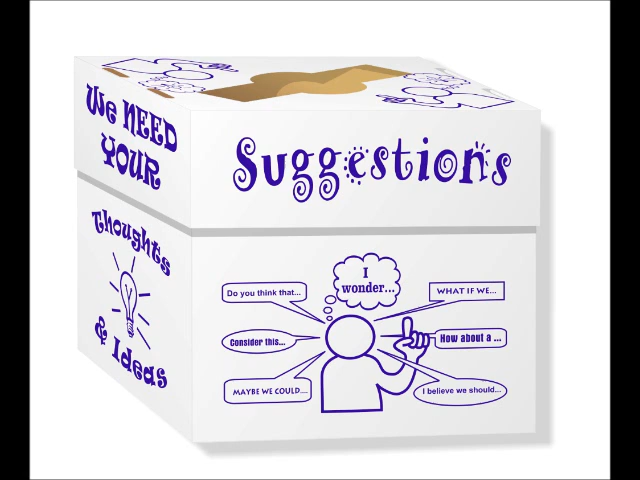 We NEED
YOUR
Thoughts
& Ideas
Suggestions
I
wonder...
Do you think that...
WHAT IF WE...
Consider this...
How about a ...
MAYBE WE COULD...
I believe we should...